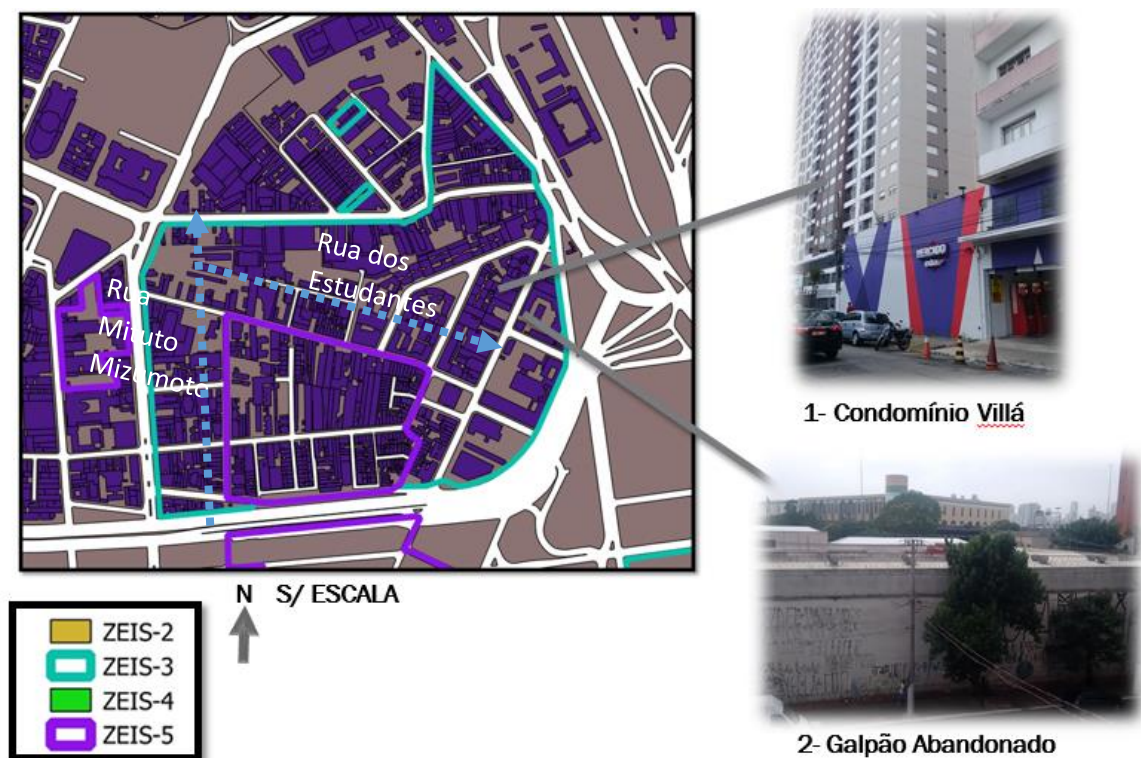 Rua dos
Estudantes
Rua
Mituto
Mizumoto
N S/ ESCALA
ZEIS-2
ZEIS-3
ZEIS-4
ZEIS-5
MERCADO
1- Condomínio Villá
2- Galpão Abandonado